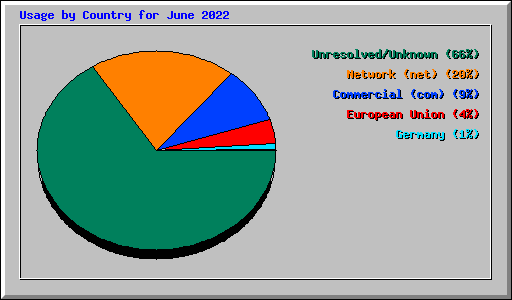 Usage by Country for June 2022
Unresolved/Unknown (66%)
Network (net) (20%)
Commercial (com) (9%)
European Union (4%)
Germany (1%)